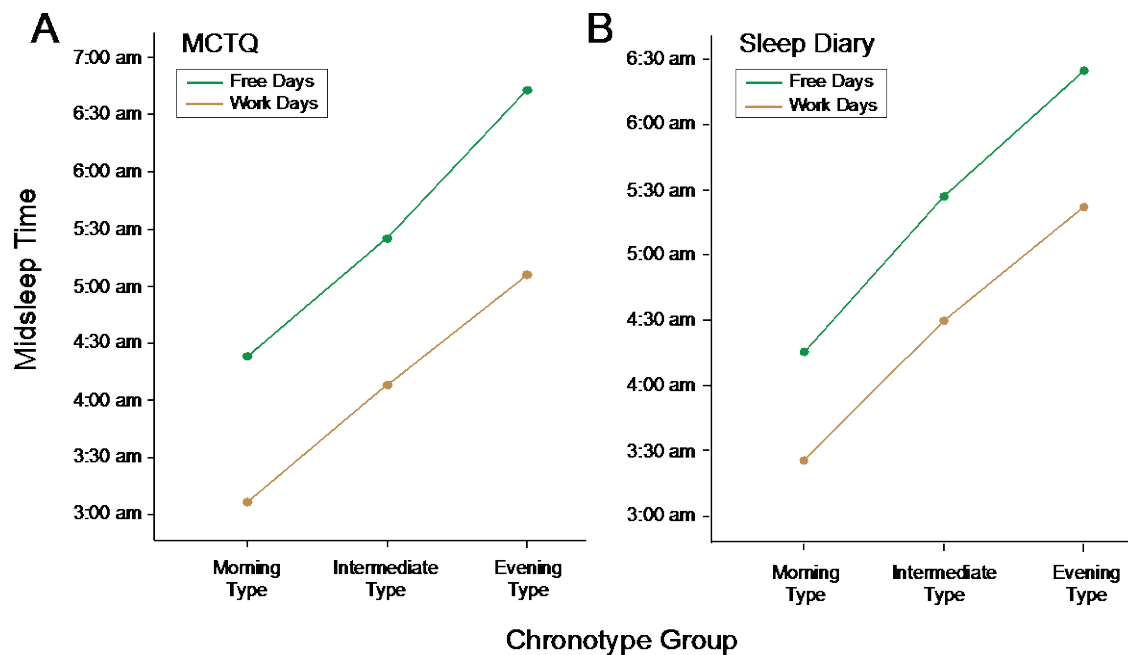 A
MCTQ
Free Days
Work Days
7:00 am
6:30 am
6:00 am
5:30 am
5:00 am
4:30 am
4:00 am
3:30 am
3:00 am
Midsleep Time
Morning
Type
Intermediate
Type
Evening
Type
B
Sleep Diary
Free Days
Work Days
6:30 am
6:00 am
5:30 am
5:00 am
4:30 am
4:00 am
3:30 am
3:00 am
Morning
Type
Intermediate
Type
Evening
Type
Chronotype Group